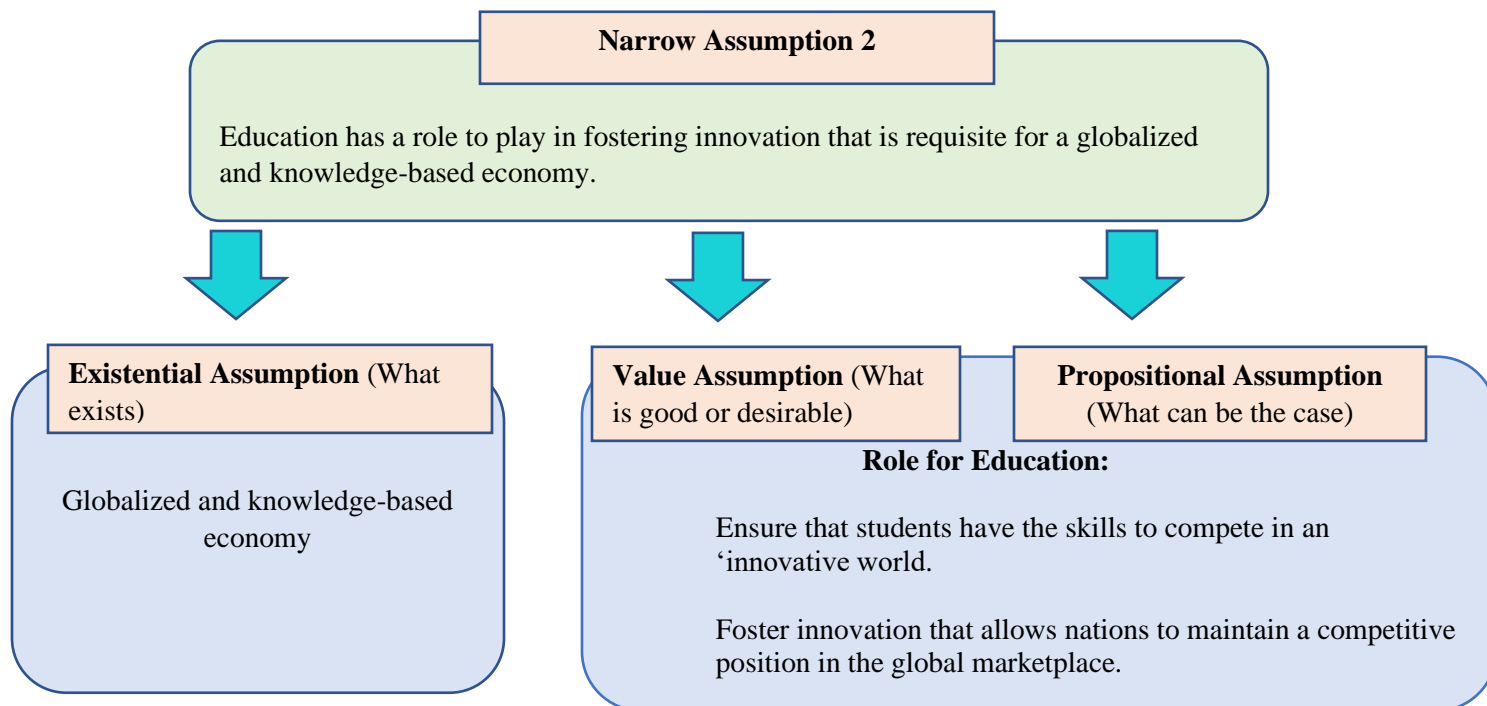 Narrow Assumption 2
Education has a role to play in fostering innovation that is requisite for a globalized
and knowledge-based economy.
Existential Assumption (What
exists)
Globalized and knowledge-based
economy
Value Assumption (What
is good or desirable)
Propositional Assumption
(What can be the case)
Role for Education:
Ensure that students have the skills to compete in an
‘innovative world.
Foster innovation that allows nations to maintain a competitive
position in the global marketplace.